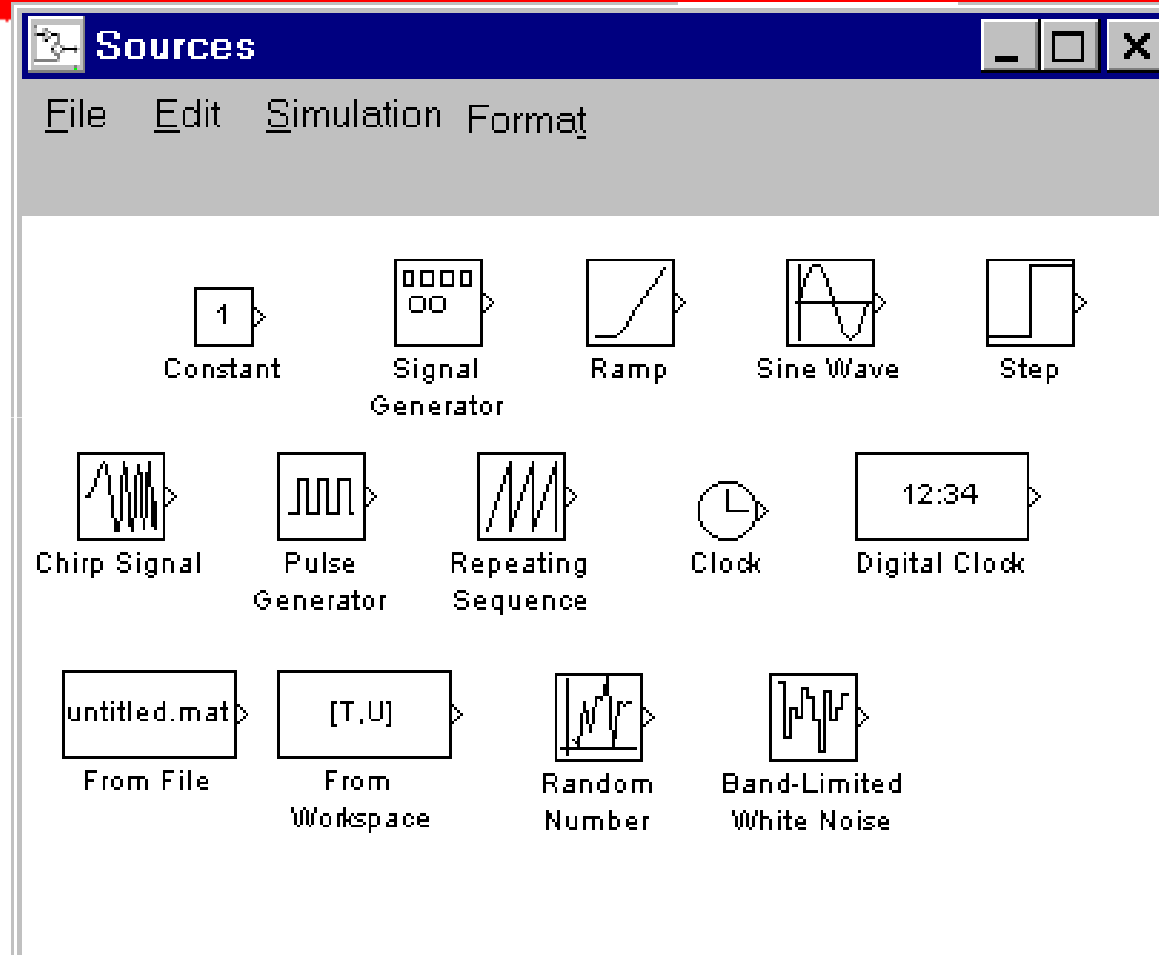 Sources
File Edit Simulation Format
1
Constant
Signal
Generator
Ramp
Sine Wave
Step
Chirp Signal
Pulse
Generator
Repeating
Sequence
Clock
12:34
Digital Clock
untitled.mat
From File
[T,U]
From
Workspace
Random
Number
Band-Limited
White Noise